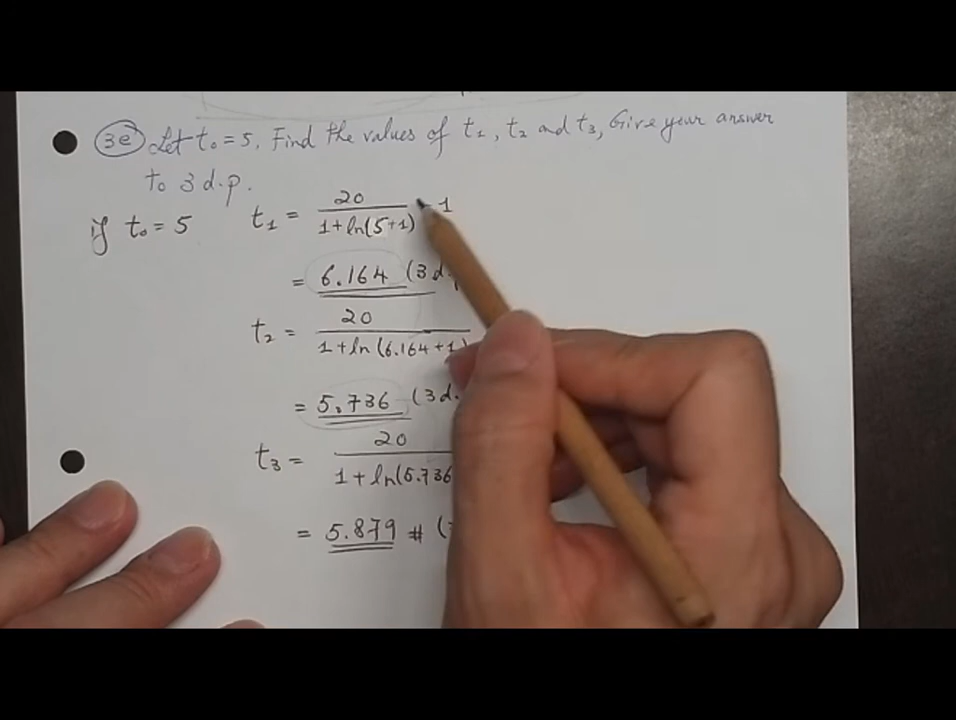 3e Let t₀ = 5. Find the values of t₁, t₂ and t₃, Give your answer
to 3 d.p.
if t₀ = 5 t₁ = 20 / 1+ln(5+1) - 1
= 6.164 (3d.p
t₂ = 20 / 1+ln(6.164+1)
= 5.736 (3d.
t₃ = 20 / 1+ln(5.736
= 5.879 # (